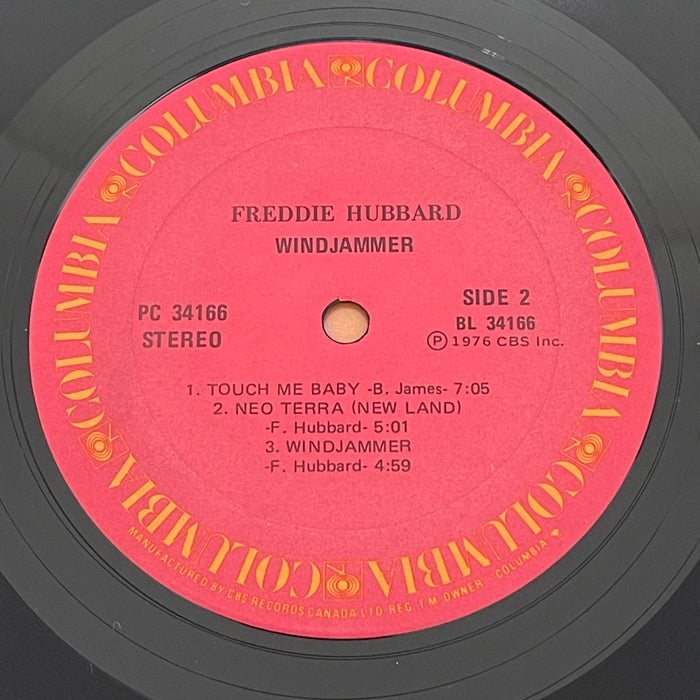 COLUMBIA COLUMBIA COLUMBIA COLUMBIA COLUMBIA COLUMBIA
FREDDIE HUBBARD
WINDJAMMER
PC 34166
STEREO
SIDE 2
BL 34166
Ⓟ 1976 CBS Inc.
1. TOUCH ME BABY -B. James- 7:05
2. NEO TERRA (NEW LAND)
-F. Hubbard- 5:01
3. WINDJAMMER
-F. Hubbard- 4:59
MANUFACTURED BY CBS RECORDS CANADA LTD. REG. T.M. OWNER "COLUMBIA"